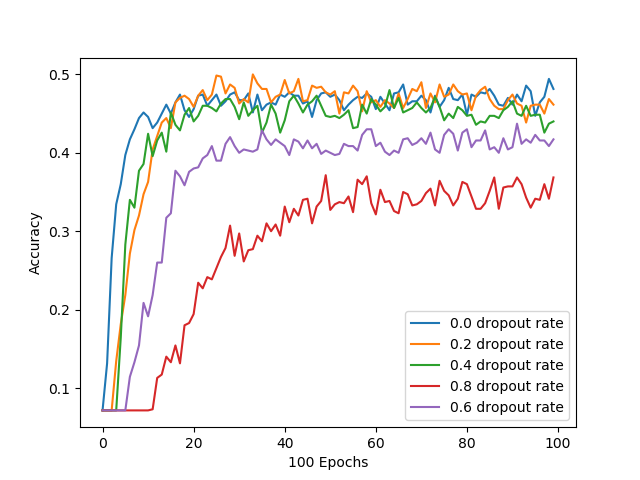 0.5
0.4
0.3
0.2
0.1
Accuracy
0 20 40 60 80 100
100 Epochs
0.0 dropout rate
0.2 dropout rate
0.4 dropout rate
0.8 dropout rate
0.6 dropout rate